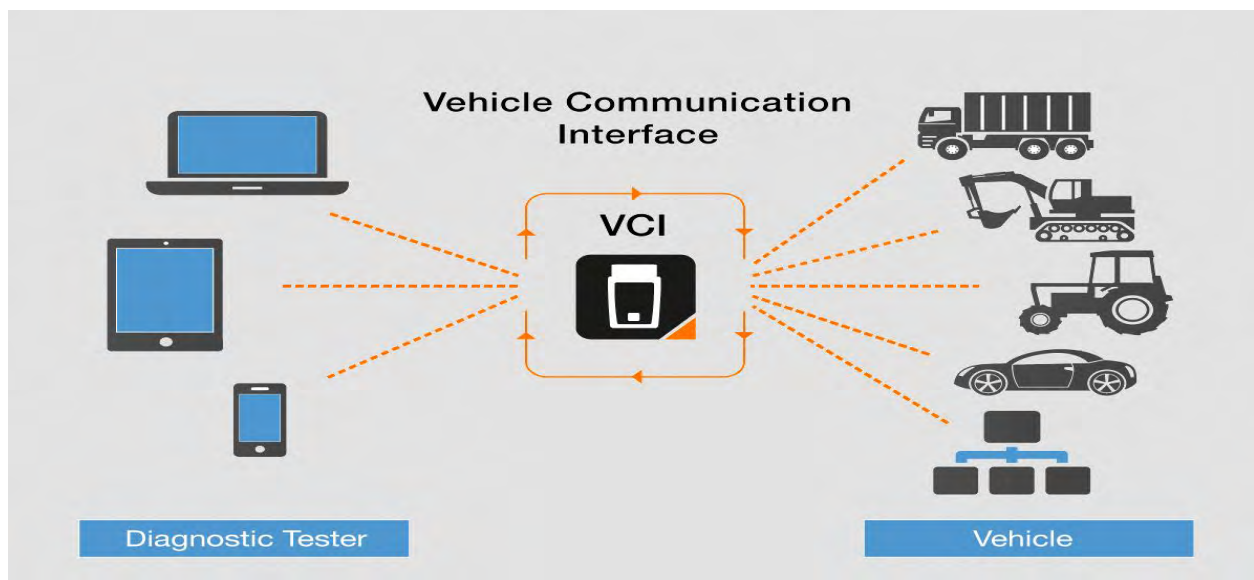 Vehicle Communication
Interface
VCI
Diagnostic Tester
Vehicle